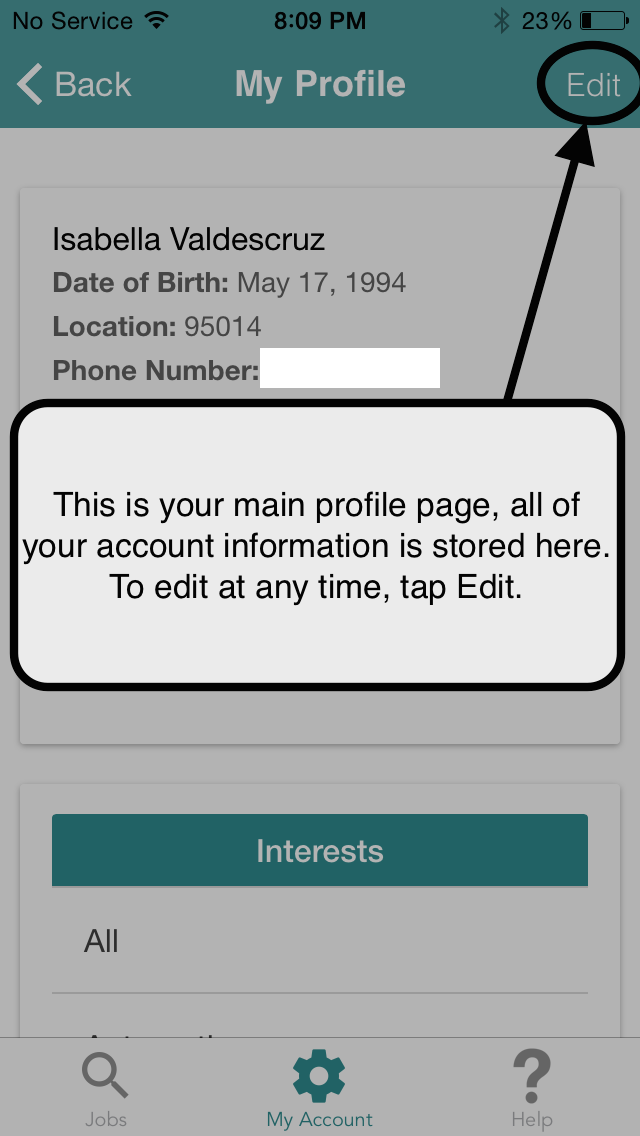 No Service 8:09 PM 23%
Back My Profile Edit
Isabella Valdescruz
Date of Birth: May 17, 1994
Location: 95014
Phone Number:
This is your main profile page, all of
your account information is stored here.
To edit at any time, tap Edit.
Interests
All
Jobs My Account Help